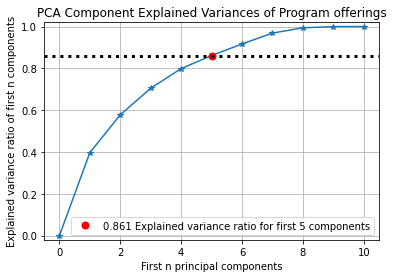 PCA Component Explained Variances of Program offerings
Explained variance ratio of first n components
1.0
0.8
0.6
0.4
0.2
0.0
0.861 Explained variance ratio for first 5 components
0 2 4 6 8 10
First n principal components